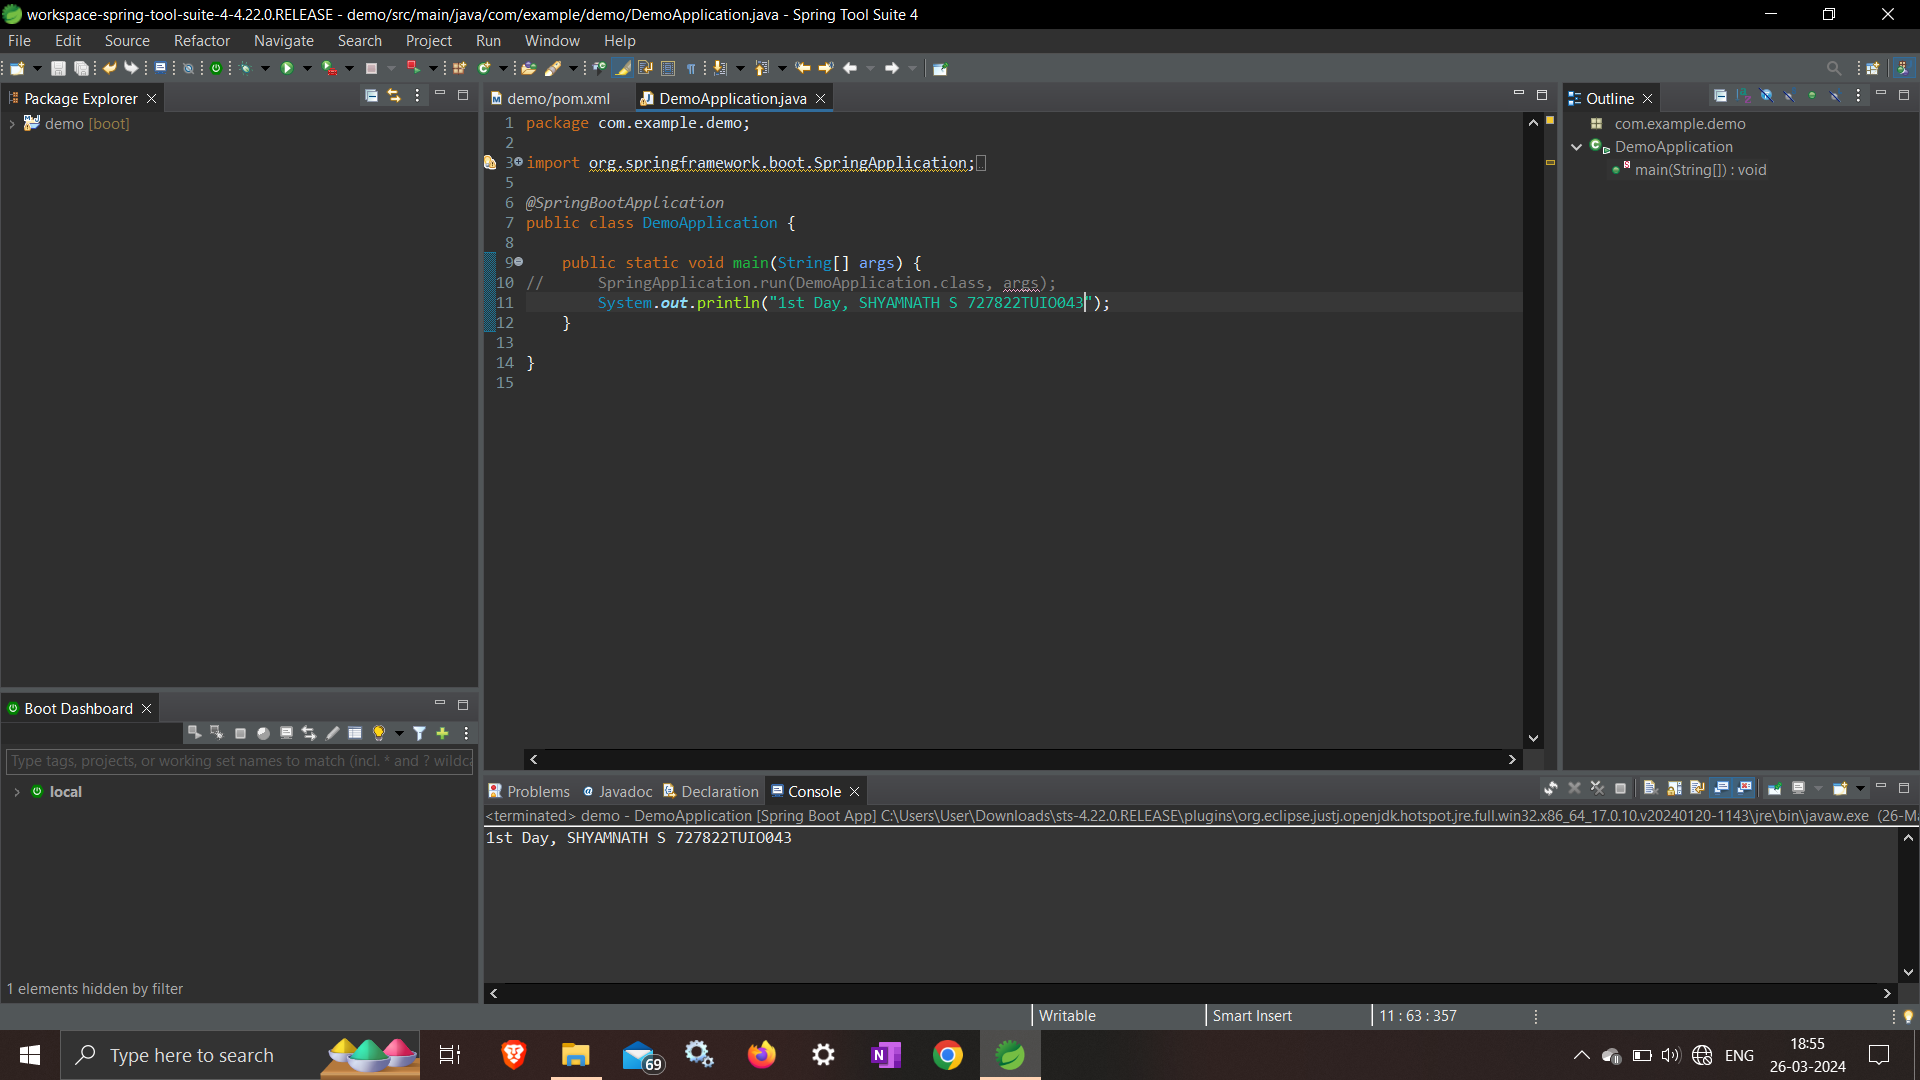 workspace-spring-tool-suite-4-4.22.0.RELEASE - demo/src/main/java/com/example/demo/DemoApplication.java - Spring Tool Suite 4
File Edit Source Refactor Navigate Search Project Run Window Help
Package Explorer
demo [boot]
demo/pom.xml DemoApplication.java
1 package com.example.demo;
2
3 import org.springframework.boot.SpringApplication;
5
6 @SpringBootApplication
7 public class DemoApplication {
8
9 public static void main(String[] args) {
10 // SpringApplication.run(DemoApplication.class, args);
11 System.out.println("1st Day, SHYAMNATH S 727822TUIO043");
12 }
13
14 }
15
Outline
com.example.demo
DemoApplication
main(String[]) : void
Boot Dashboard
Type tags, projects, or working set names to match (incl. * and ? wildca
local
1 elements hidden by filter
Problems Javadoc Declaration Console
<terminated> demo - DemoApplication [Spring Boot App] C:\Users\User\Downloads\sts-4.22.0.RELEASE\plugins\org.eclipse.justj.openjdk.hotspot.jre.full.win32.x86_64_17.0.10.v20240120-1143\jre\bin\javaw.exe (26-Ma
1st Day, SHYAMNATH S 727822TUIO043
Writable Smart Insert 11 : 63 : 357
Type here to search
69
N
ENG
18:55
26-03-2024